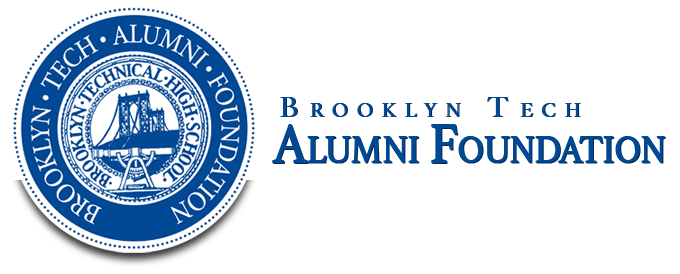 BROOKLYN · TECH · ALUMNI · FOUNDATION
BROOKLYN · TECHNICAL · HIGH · SCHOOL
BROOKLYN TECH
ALUMNI FOUNDATION